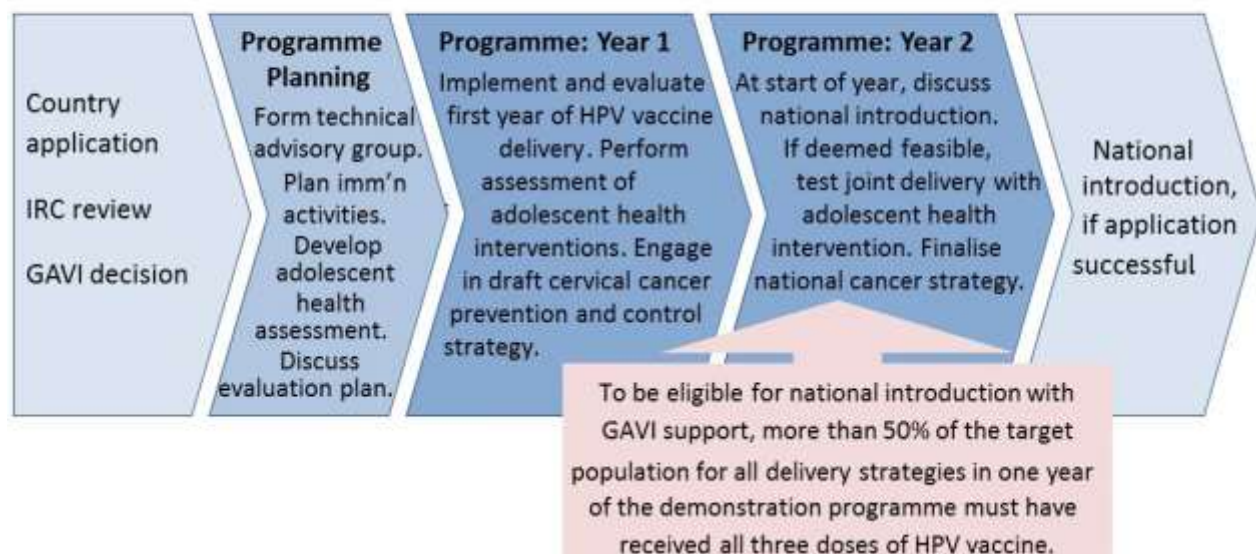 Country
application
IRC review
GAVI decision
Programme
Planning
Form technical
advisory group.
Plan imm'n
activities.
Develop
adolescent
health
assessment.
Discuss
evaluation plan.
Programme: Year 1
Implement and evaluate
first year of HPV vaccine
delivery. Perform
assessment of
adolescent health
interventions. Engage
in draft cervical cancer
prevention and control
strategy.
Programme: Year 2
At start of year, discuss
national introduction.
If deemed feasible,
test joint delivery with
adolescent health
intervention. Finalise
national cancer strategy.
National
introduction,
if application
successful
To be eligible for national introduction with
GAVI support, more than 50% of the target
population for all delivery strategies in one year
of the demonstration programme must have
received all three doses of HPV vaccine.